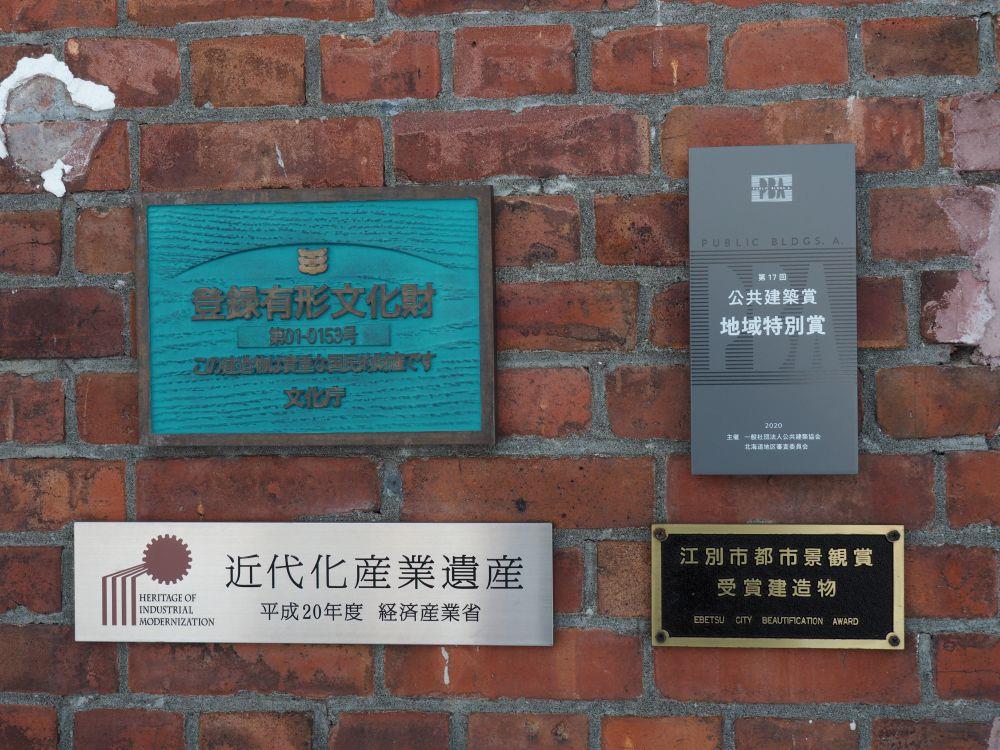 登録有形文化財
第01-0153号
この建造物は貴重な国民的財産です
文化庁
PBA
PUBLIC BLDGS. A.
PBA
第17回
公共建築賞
地域特別賞
2020
主催 一般社団法人公共建築協会
北海道地区審査委員会
HERITAGE OF
INDUSTRIAL
MODERNIZATION
近代化産業遺産
平成20年度 経済産業省
江別市都市景観賞
受賞建造物
EBETSU CITY BEAUTIFICATION AWARD